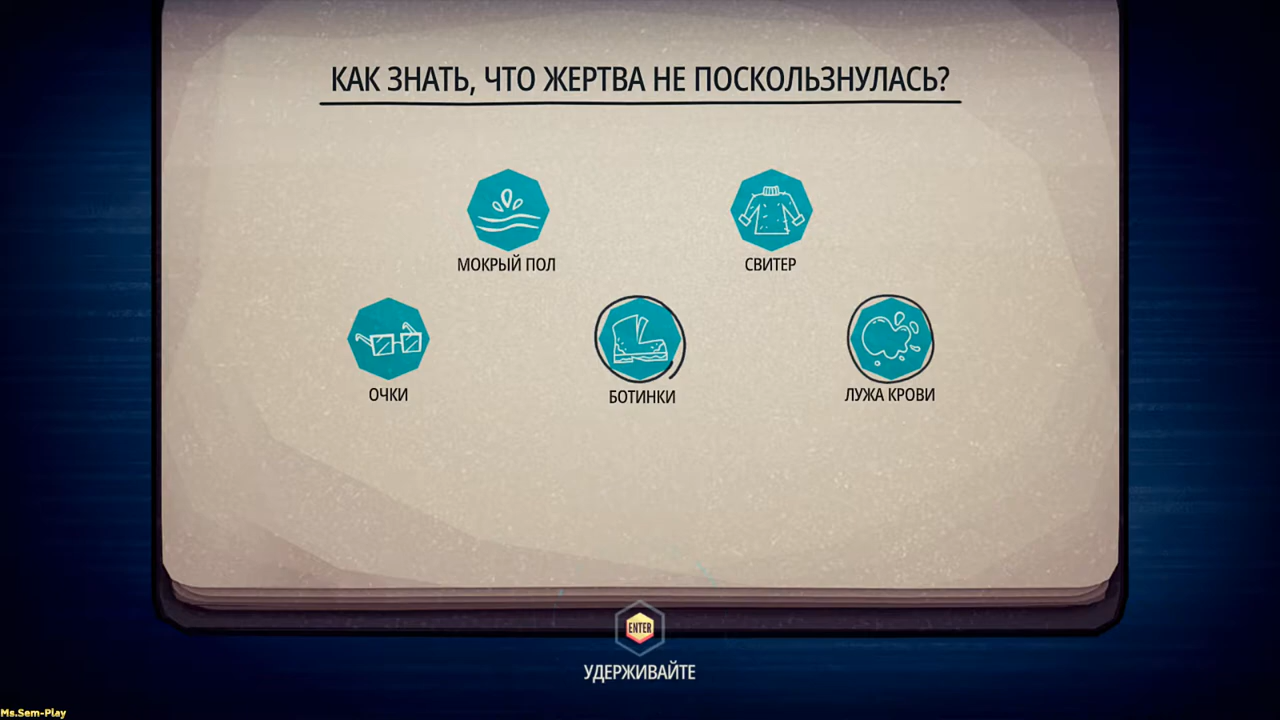 КАК ЗНАТЬ, ЧТО ЖЕРТВА НЕ ПОСКОЛЬЗНУЛАСЬ?
МОКРЫЙ ПОЛ
СВИТЕР
ОЧКИ
БОТИНКИ
ЛУЖА КРОВИ
ENTER
УДЕРЖИВАЙТЕ
Ms.Sem-Play